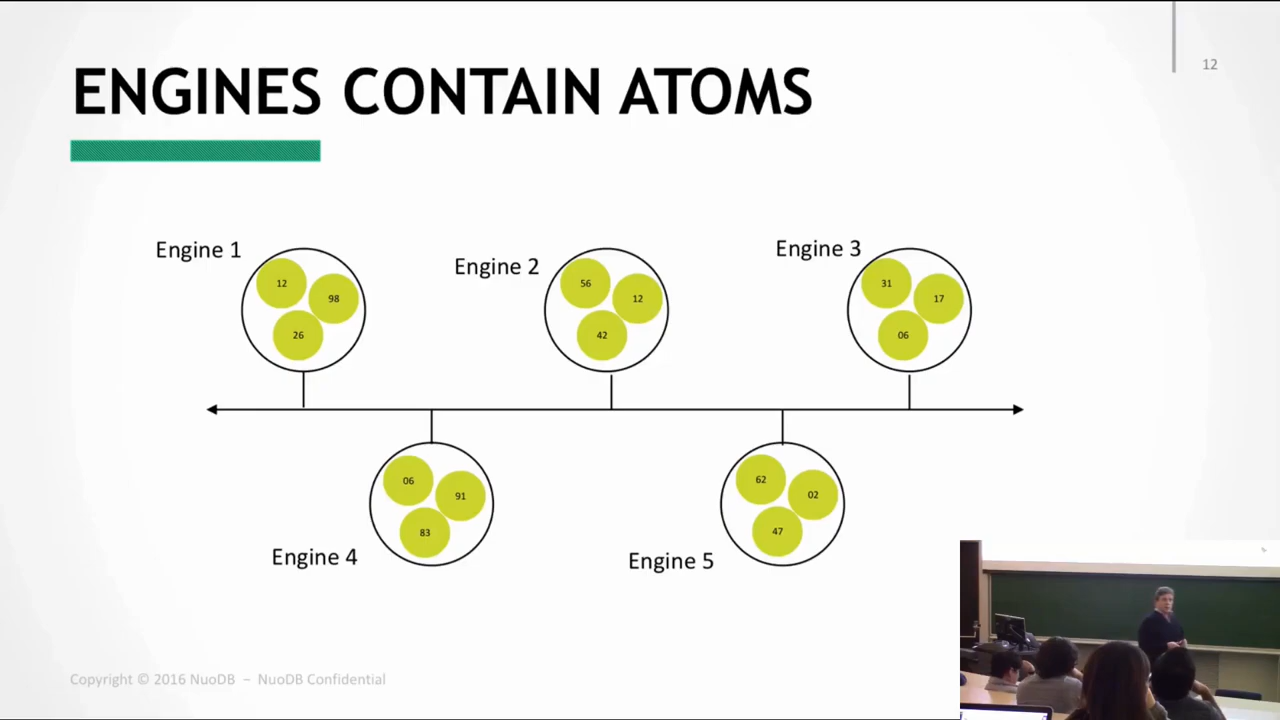 12
ENGINES CONTAIN ATOMS
Engine 1
12
98
26
Engine 2
56
12
42
Engine 3
31
17
06
Engine 4
06
91
83
Engine 5
62
02
47
Copyright © 2016 NuoDB – NuoDB Confidential